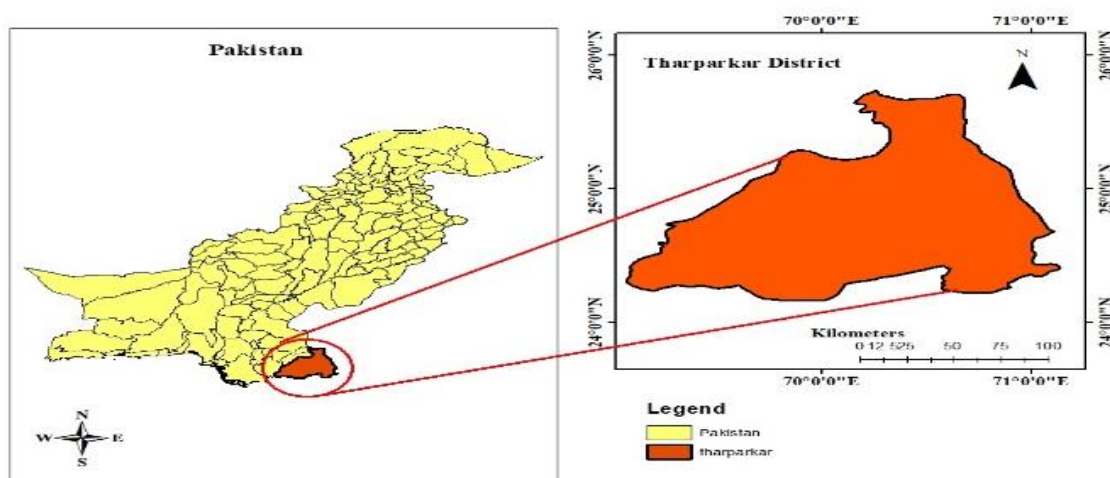 Pakistan
N
W E
S
70°0'0"E 71°0'0"E
Tharparkar District
N
26°0'0"N 26°0'0"N
25°0'0"N 25°0'0"N
24°0'0"N 24°0'0"N
Kilometers
0 12.525 50 75 100
70°0'0"E 71°0'0"E
Legend
Pakistan
tharparkar